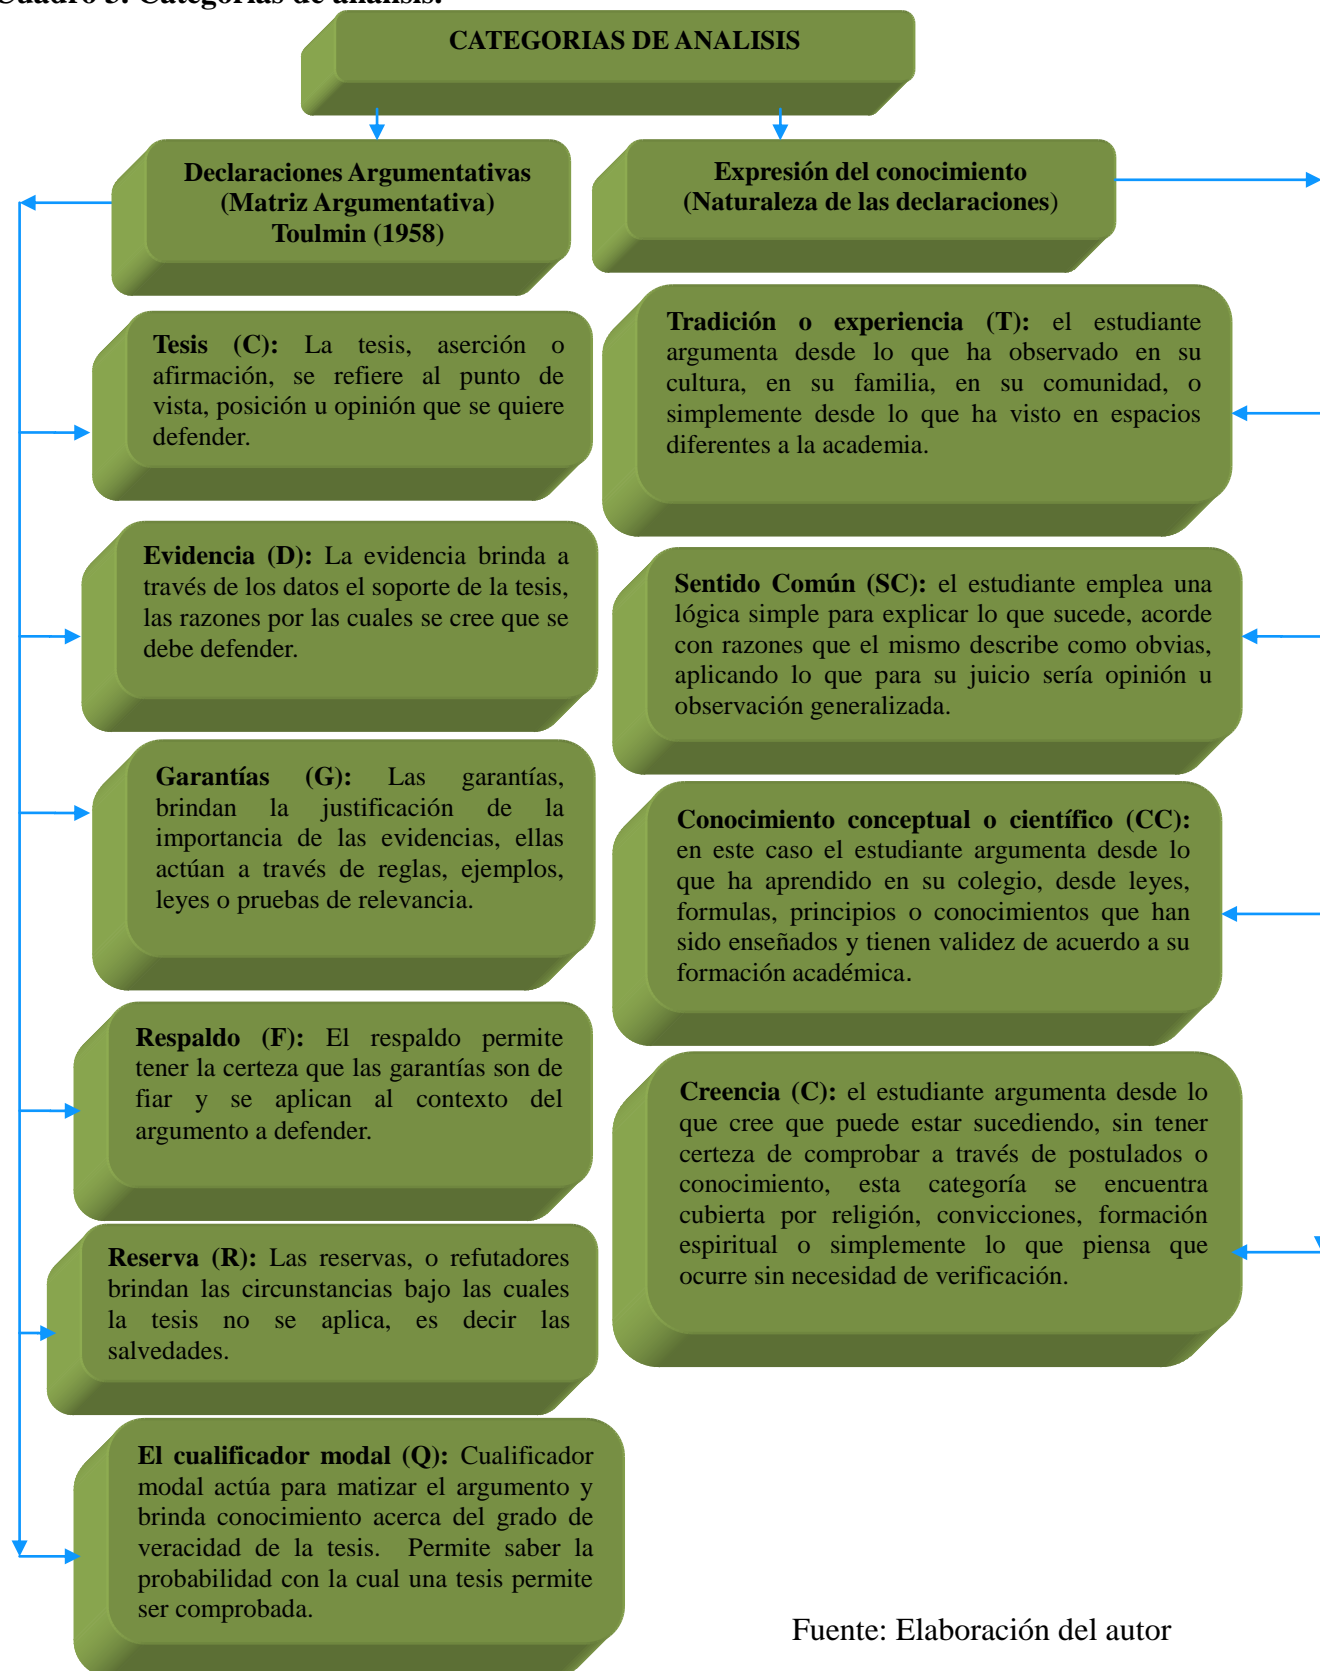 Cuadro 3. Categorías de análisis.
CATEGORIAS DE ANALISIS
Declaraciones Argumentativas
(Matriz Argumentativa)
Toulmin (1958)
Expresión del conocimiento
(Naturaleza de las declaraciones)
Tesis (C): La tesis, aserción o
afirmación, se refiere al punto de
vista, posición u opinión que se quiere
defender.
Evidencia (D): La evidencia brinda a
través de los datos el soporte de la tesis,
las razones por las cuales se cree que se
debe defender.
Garantías (G): Las garantías,
brindan la justificación de la
importancia de las evidencias, ellas
actúan a través de reglas, ejemplos,
leyes o pruebas de relevancia.
Respaldo (F): El respaldo permite
tener la certeza que las garantías son de
fiar y se aplican al contexto del
argumento a defender.
Reserva (R): Las reservas, o refutadores
brindan las circunstancias bajo las cuales
la tesis no se aplica, es decir las
salvedades.
El cualificador modal (Q): Cualificador
modal actúa para matizar el argumento y
brinda conocimiento acerca del grado de
veracidad de la tesis. Permite saber la
probabilidad con la cual una tesis permite
ser comprobada.
Tradición o experiencia (T): el estudiante
argumenta desde lo que ha observado en su
cultura, en su familia, en su comunidad, o
simplemente desde lo que ha visto en espacios
diferentes a la academia.
Sentido Común (SC): el estudiante emplea una
lógica simple para explicar lo que sucede, acorde
con razones que el mismo describe como obvias,
aplicando lo que para su juicio sería opinión u
observación generalizada.
Conocimiento conceptual o científico (CC):
en este caso el estudiante argumenta desde lo
que ha aprendido en su colegio, desde leyes,
formulas, principios o conocimientos que han
sido enseñados y tienen validez de acuerdo a su
formación académica.
Creencia (C): el estudiante argumenta desde lo
que cree que puede estar sucediendo, sin tener
certeza de comprobar a través de postulados o
conocimiento, esta categoría se encuentra
cubierta por religión, convicciones, formación
espiritual o simplemente lo que piensa que
ocurre sin necesidad de verificación.
Fuente: Elaboración del autor